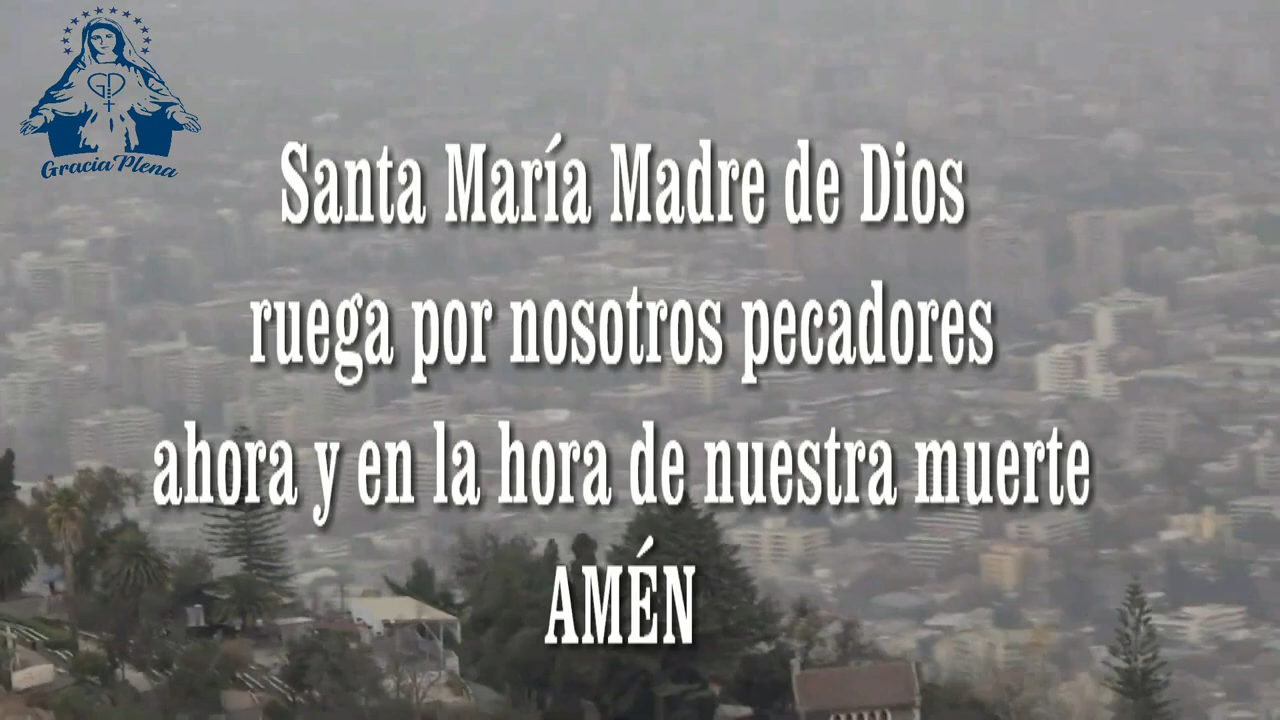 Gracia Plena
Santa María Madre de Dios
ruega por nosotros pecadores
ahora y en la hora de nuestra muerte
AMÉN